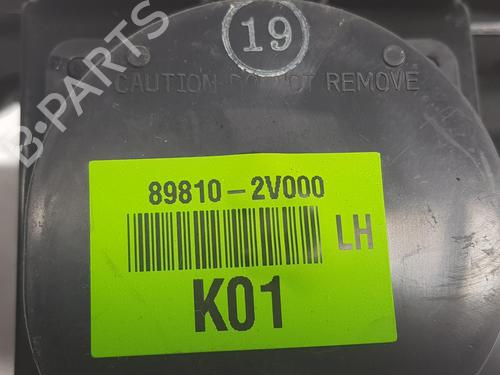 19
CAUTION DO NOT REMOVE
B-PARTS
89810-2V000
LH
K01